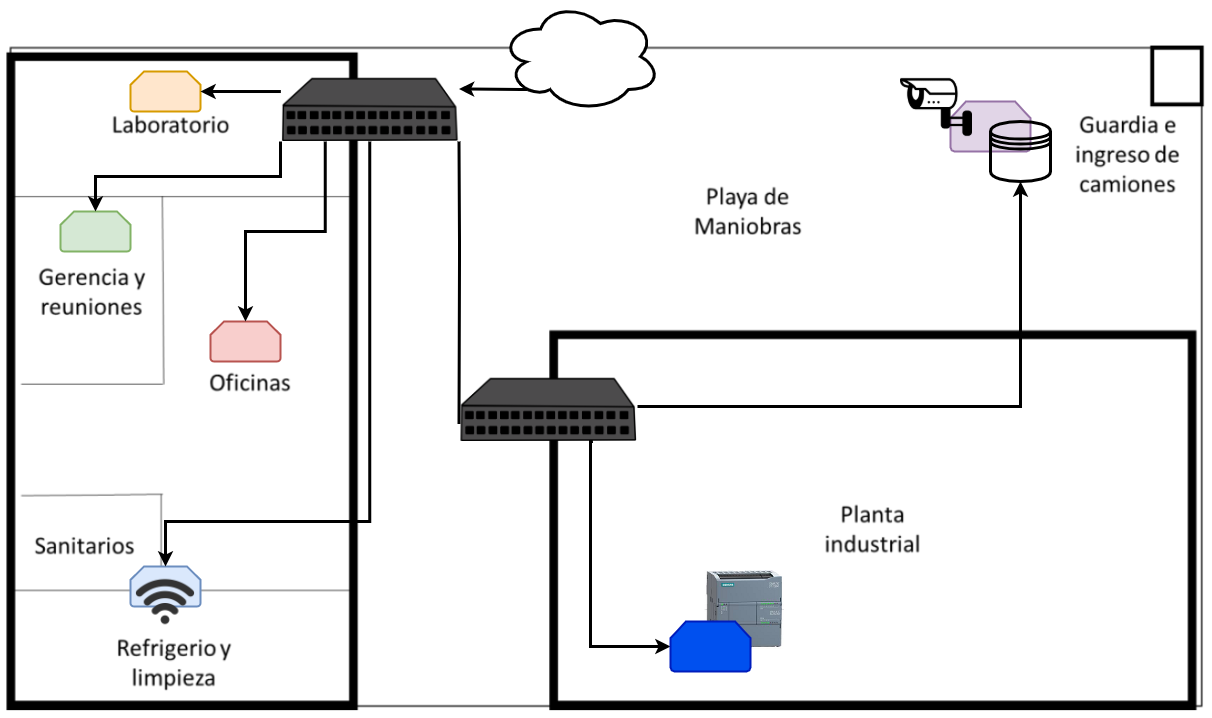 Laboratorio
Guardia e
ingreso de
camiones
Playa de
Maniobras
Gerencia y
reuniones
Oficinas
Planta
industrial
Sanitarios
Refrigerio y
limpieza